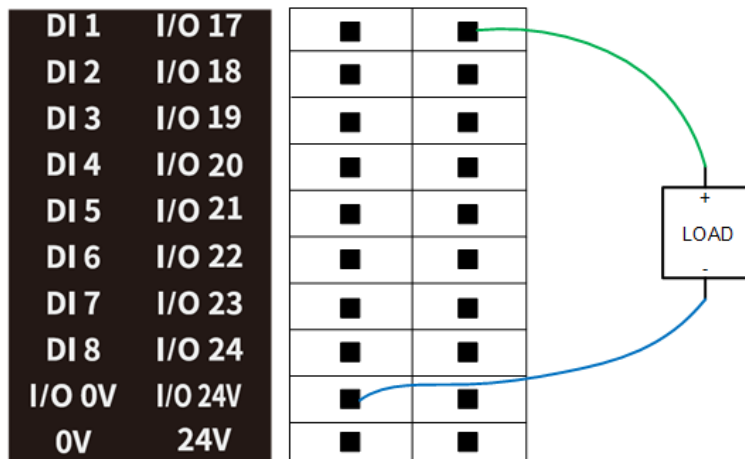 DI 1 I/O 17
DI 2 I/O 18
DI 3 I/O 19
DI 4 I/O 20
DI 5 I/O 21
DI 6 I/O 22
DI 7 I/O 23
DI 8 I/O 24
I/O 0V I/O 24V
0V 24V
+
LOAD
-